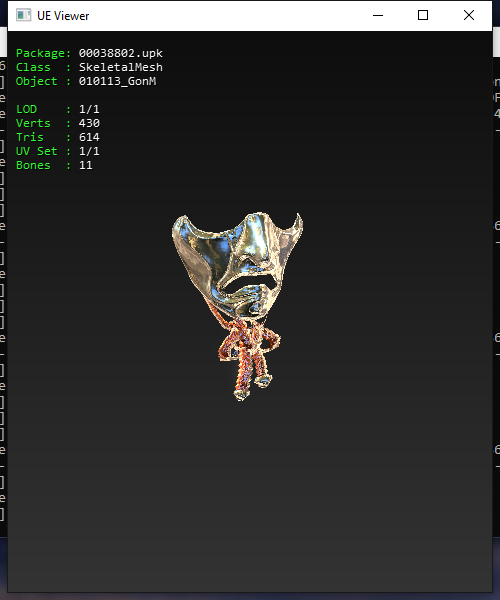 UE Viewer
Package: 00038802.upk
Class : SkeletalMesh
Object : 010113_GonM
LOD : 1/1
Verts : 430
Tris : 614
UV Set : 1/1
Bones : 11